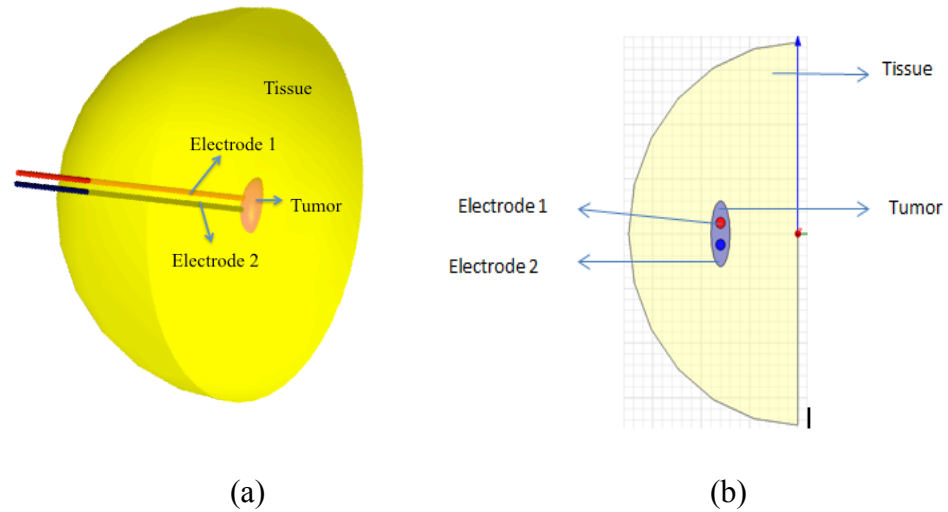 Tissue
Electrode 1
Tumor
Electrode 2
(a)
Tissue
Electrode 1
Tumor
Electrode 2
(b)